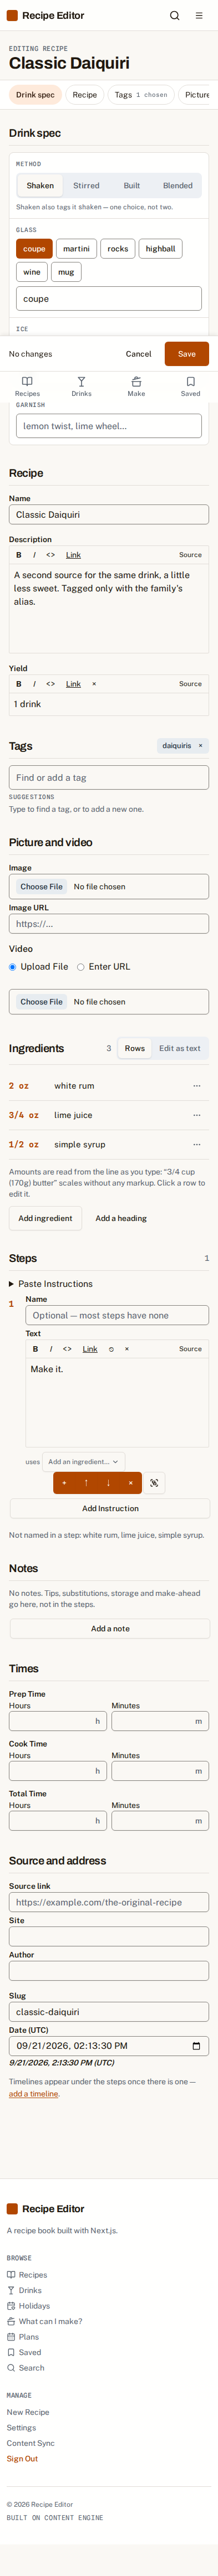 Recipe Editor
EDITING RECIPE
Classic Daiquiri
Drink spec
Recipe
Tags 1 chosen
Picture
Drink spec
METHOD
Shaken Stirred Built Blended
Shaken also tags it shaken — one choice, not two.
GLASS
coupe martini rocks highball
wine mug
coupe
ICE
No changes Cancel Save
Recipes Drinks Make Saved
GARNISH
lemon twist, lime wheel...
Recipe
Name
Classic Daiquiri
Description
B I <> Link Source
A second source for the same drink, a little
less sweet. Tagged only with the family's
alias.
Yield
B I <> Link × Source
1 drink
Tags daiquiris ×
Find or add a tag
SUGGESTIONS
Type to find a tag, or to add a new one.
Picture and video
Image
Choose File No file chosen
Image URL
https://...
Video
Upload File Enter URL
Choose File No file chosen
Ingredients 3 Rows Edit as text
2 oz white rum ...
3/4 oz lime juice ...
1/2 oz simple syrup ...
Amounts are read from the line as you type: “3/4 cup
(170g) butter” scales without any markup. Click a row to
edit it.
Add ingredient Add a heading
Steps 1
Paste Instructions
1 Name
Optional — most steps have none
Text
B I <> Link × Source
Make it.
uses Add an ingredient...
+ ↑ ↓ ×
Add Instruction
Not named in a step: white rum, lime juice, simple syrup.
Notes
No notes. Tips, substitutions, storage and make-ahead
go here, not in the steps.
Add a note
Times
Prep Time
Hours Minutes
h m
Cook Time
Hours Minutes
h m
Total Time
Hours Minutes
h m
Source and access
Source link
https://example.com/the-original-recipe
Site
Author
Slug
classic-daiquiri
Date (UTC)
09/21/2026, 02:13:30 PM
9/21/2026, 2:13:30 PM (UTC)
Timelines appear under the steps once there is one —
add a timeline.
Recipe Editor
A recipe book built with Next.js.
BROWSE
Recipes
Drinks
Holidays
What can I make?
Plans
Saved
Search
MANAGE
New Recipe
Settings
Content Sync
Sign Out
© 2026 Recipe Editor
BUILT ON CONTENT ENGINE